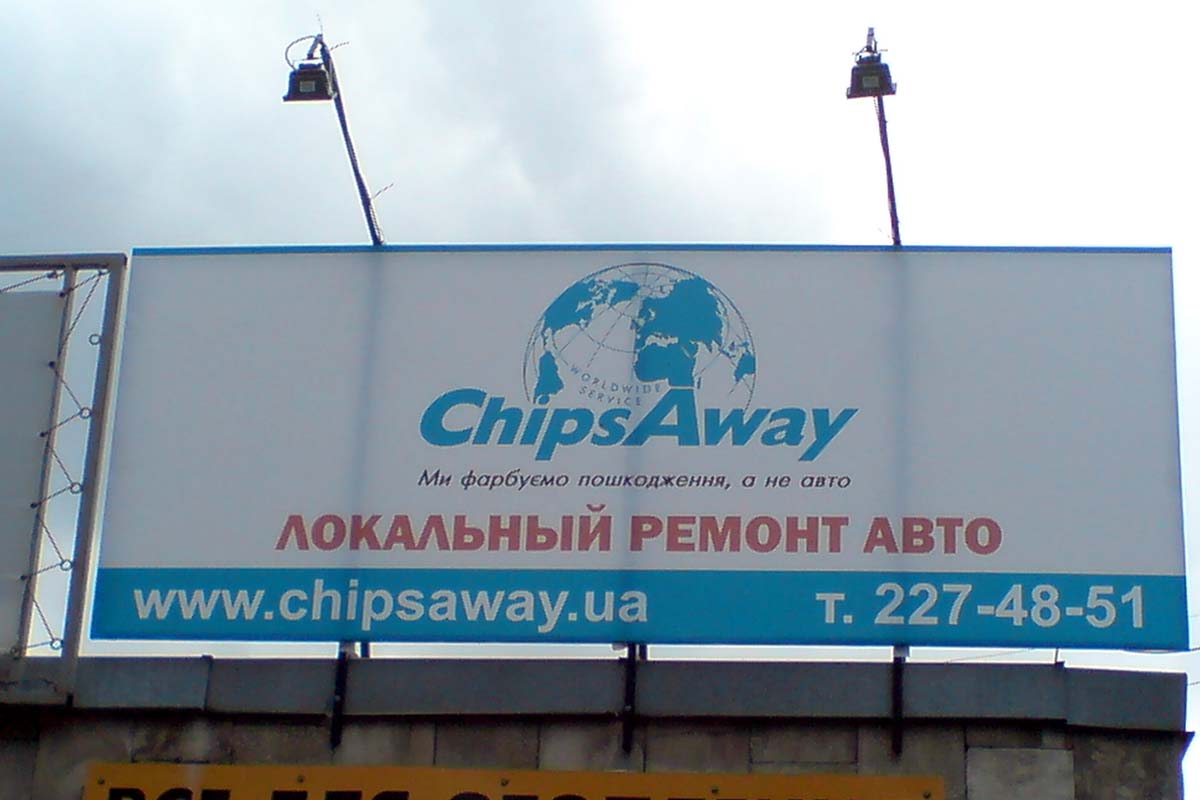 WORLDWIDE
SERVICE
ChipsAway
Ми фарбуємо пошкодження, а не авто
ЛОКАЛЬНЫЙ РЕМОНТ АВТО
www.chipsaway.ua т. 227-48-51